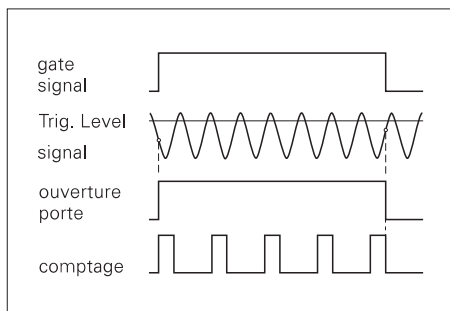 gate
signal
Trig. Level
signal
ouverture
porte
comptage